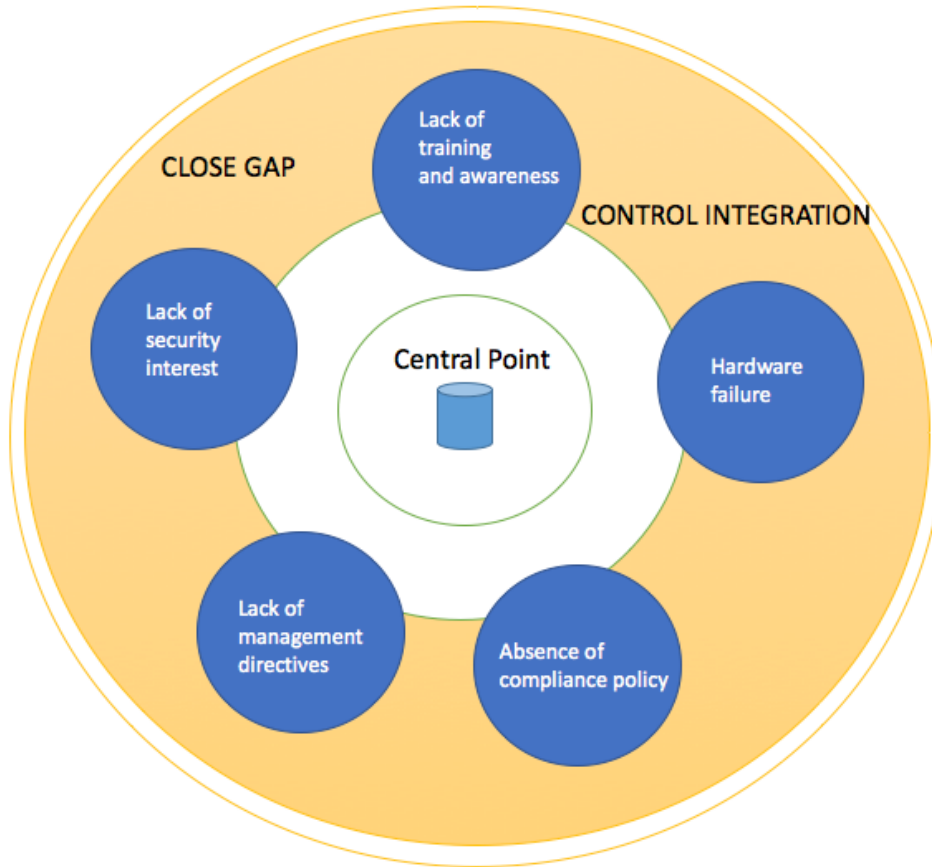 Lack of
training
and awareness
CLOSE GAP
CONTROL INTEGRATION
Lack of
security
interest
Central Point
Hardware
failure
Lack of
management
directives
Absence of
compliance policy